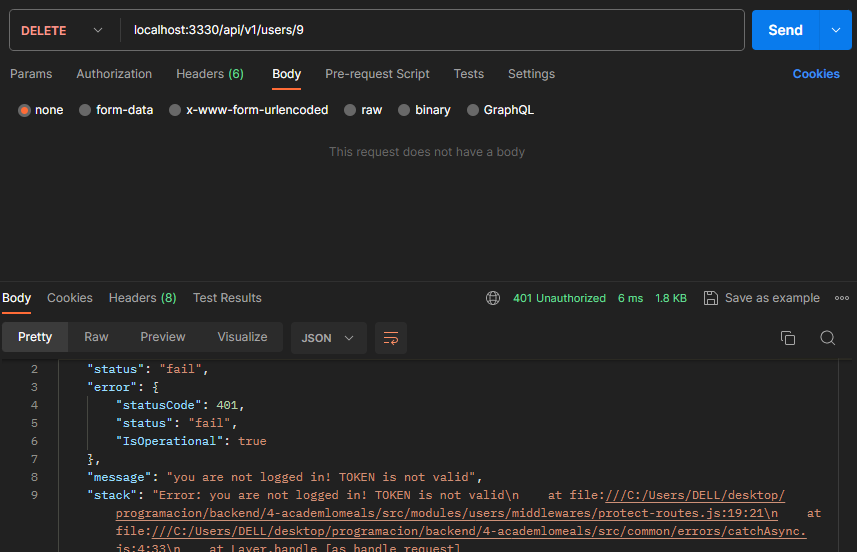 DELETE localhost:3330/api/v1/users/9 Send
Params Authorization Headers (6) Body Pre-request Script Tests Settings Cookies
none form-data x-www-form-urlencoded raw binary GraphQL
This request does not have a body
Body Cookies Headers (8) Test Results 401 Unauthorized 6 ms 1.8 KB Save as example
Pretty Raw Preview Visualize JSON
2 "status": "fail",
3 "error": {
4 "statusCode": 401,
5 "status": "fail",
6 "IsOperational": true
7 },
8 "message": "you are not logged in! TOKEN is not valid",
9 "stack": "Error: you are not logged in! TOKEN is not valid\n    at file:///C:/Users/DELL/desktop/
programacion/backend/4-academlomeals/src/modules/users/middlewares/protect-routes.js:19:21\n    at
file:///C:/Users/DELL/desktop/programacion/backend/4-academlomeals/src/common/errors/catchAsync.
js:4:33\n    at Layer.handle [as handle_request]